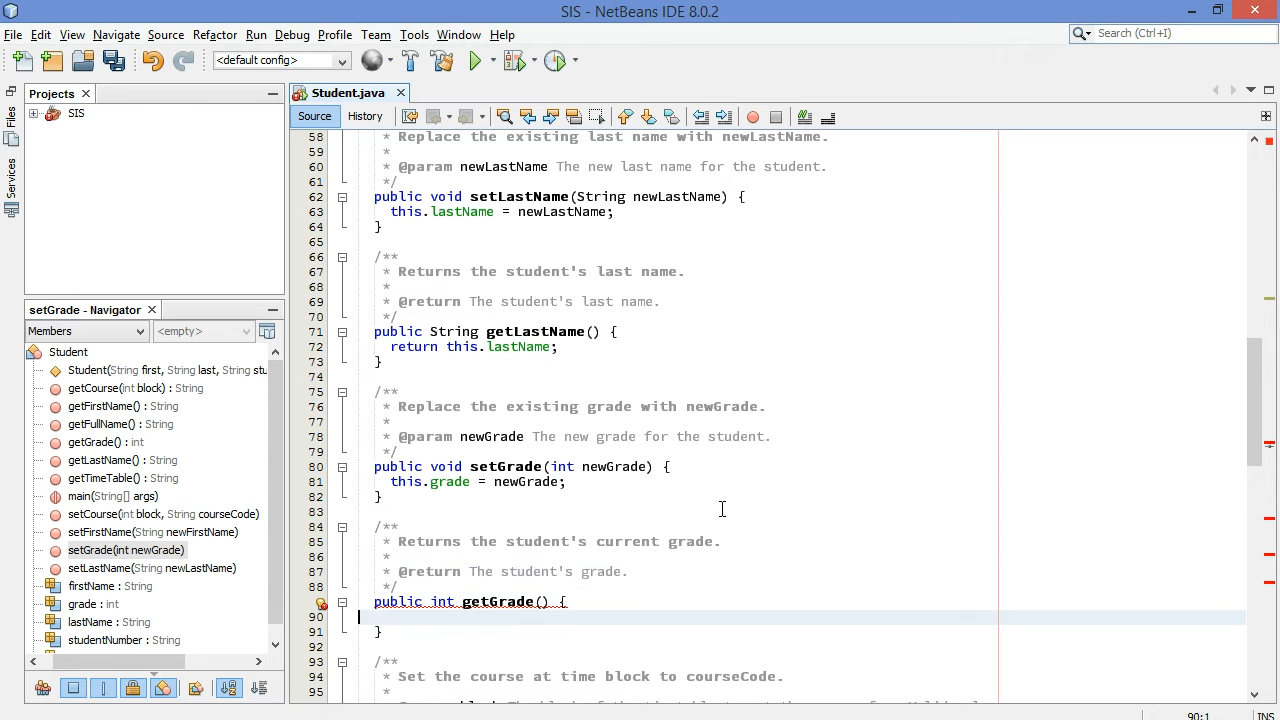 SIS - NetBeans IDE 8.0.2
File Edit View Navigate Source Refactor Run Debug Profile Team Tools Window Help
Search (Ctrl+I)
<default config>
Projects
Student.java
Files
Services
SIS
Source History
58 * Replace the existing last name with newLastName.
59 *
60 * @param newLastName The new last name for the student.
61 */
62 public void setLastName(String newLastName) {
63 this.lastName = newLastName;
64 }
65
66 /**
67 * Returns the student's last name.
68 *
69 * @return The student's last name.
70 */
71 public String getLastName() {
72 return this.lastName;
73 }
74
75 /**
76 * Replace the existing grade with newGrade.
77 *
78 * @param newGrade The new grade for the student.
79 */
80 public void setGrade(int newGrade) {
81 this.grade = newGrade;
82 }
83
84 /**
85 * Returns the student's current grade.
86 *
87 * @return The student's grade.
88 */
89 public int getGrade() {
90
91 }
92
93 /**
94 * Set the course at time block to courseCode.
95 *
setGrade - Navigator
Members
<empty>
Student
Student(String first, String last, String stu
getCourse(int block) : String
getFirstName() : String
getFullName() : String
getGrade() : int
getLastName() : String
getTimeTable() : String
main(String[] args)
setCourse(int block, String courseCode)
setFirstName(String newFirstName)
setGrade(int newGrade)
setLastName(String newLastName)
firstName : String
grade : int
lastName : String
studentNumber : String
90:1
INS